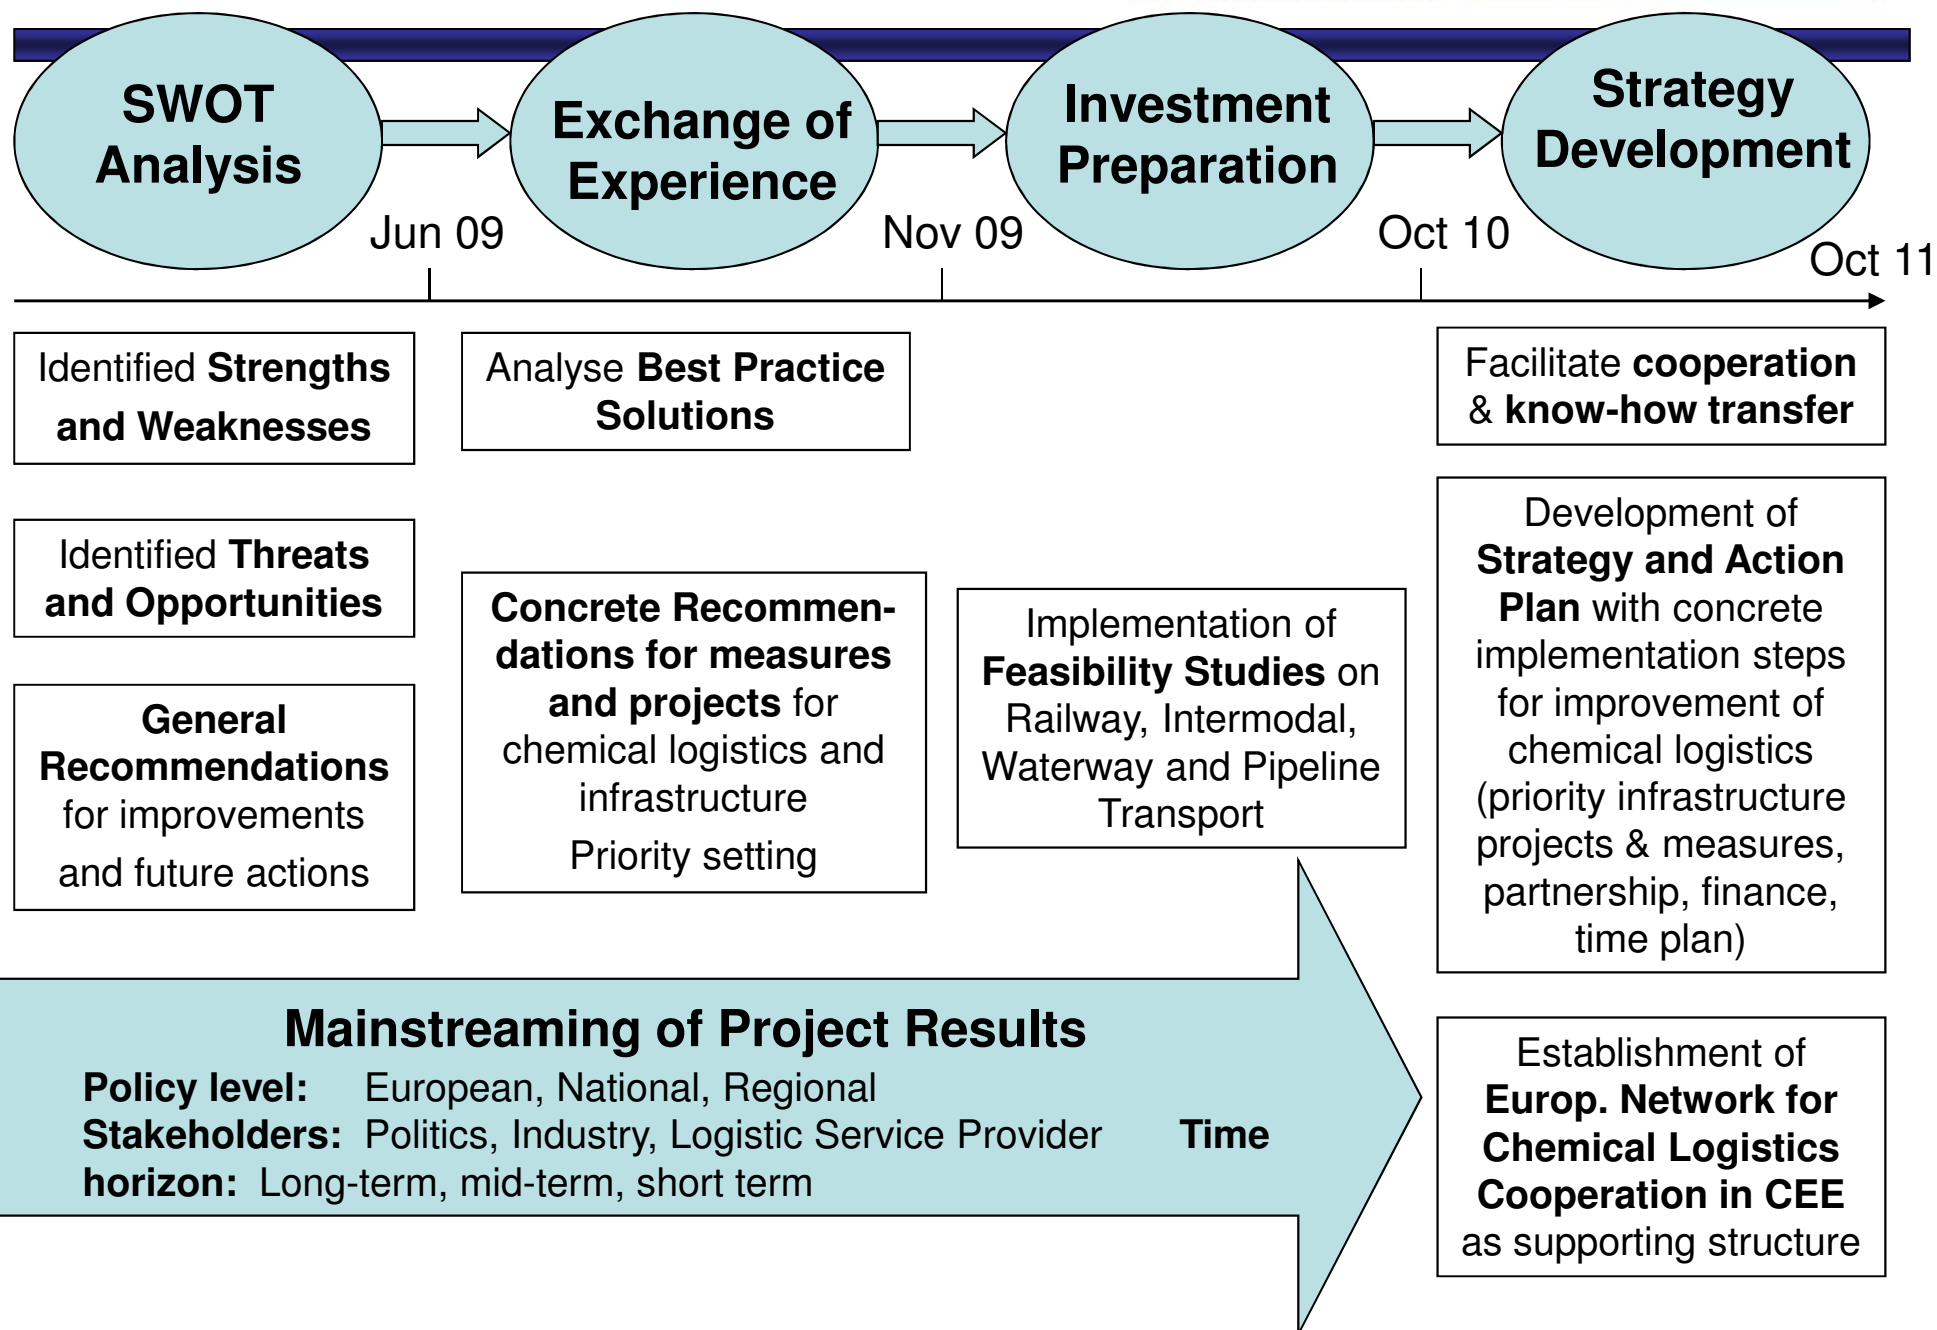 SWOT
Analysis
Exchange of
Experience
Investment
Preparation
Strategy
Development
Jun 09
Nov 09
Oct 10
Oct 11
Identified Strengths
and Weaknesses
Identified Threats
and Opportunities
General
Recommendations
for improvements
and future actions
Analyse Best Practice
Solutions
Concrete Recommen-
dations for measures
and projects for
chemical logistics and
infrastructure
Priority setting
Implementation of
Feasibility Studies on
Railway, Intermodal,
Waterway and Pipeline
Transport
Facilitate cooperation
& know-how transfer
Development of
Strategy and Action
Plan with concrete
implementation steps
for improvement of
chemical logistics
(priority infrastructure
projects & measures,
partnership, finance,
time plan)
Establishment of
Europ. Network for
Chemical Logistics
Cooperation in CEE
as supporting structure
Mainstreaming of Project Results
Policy level: European, National, Regional
Stakeholders: Politics, Industry, Logistic Service Provider Time
horizon: Long-term, mid-term, short term